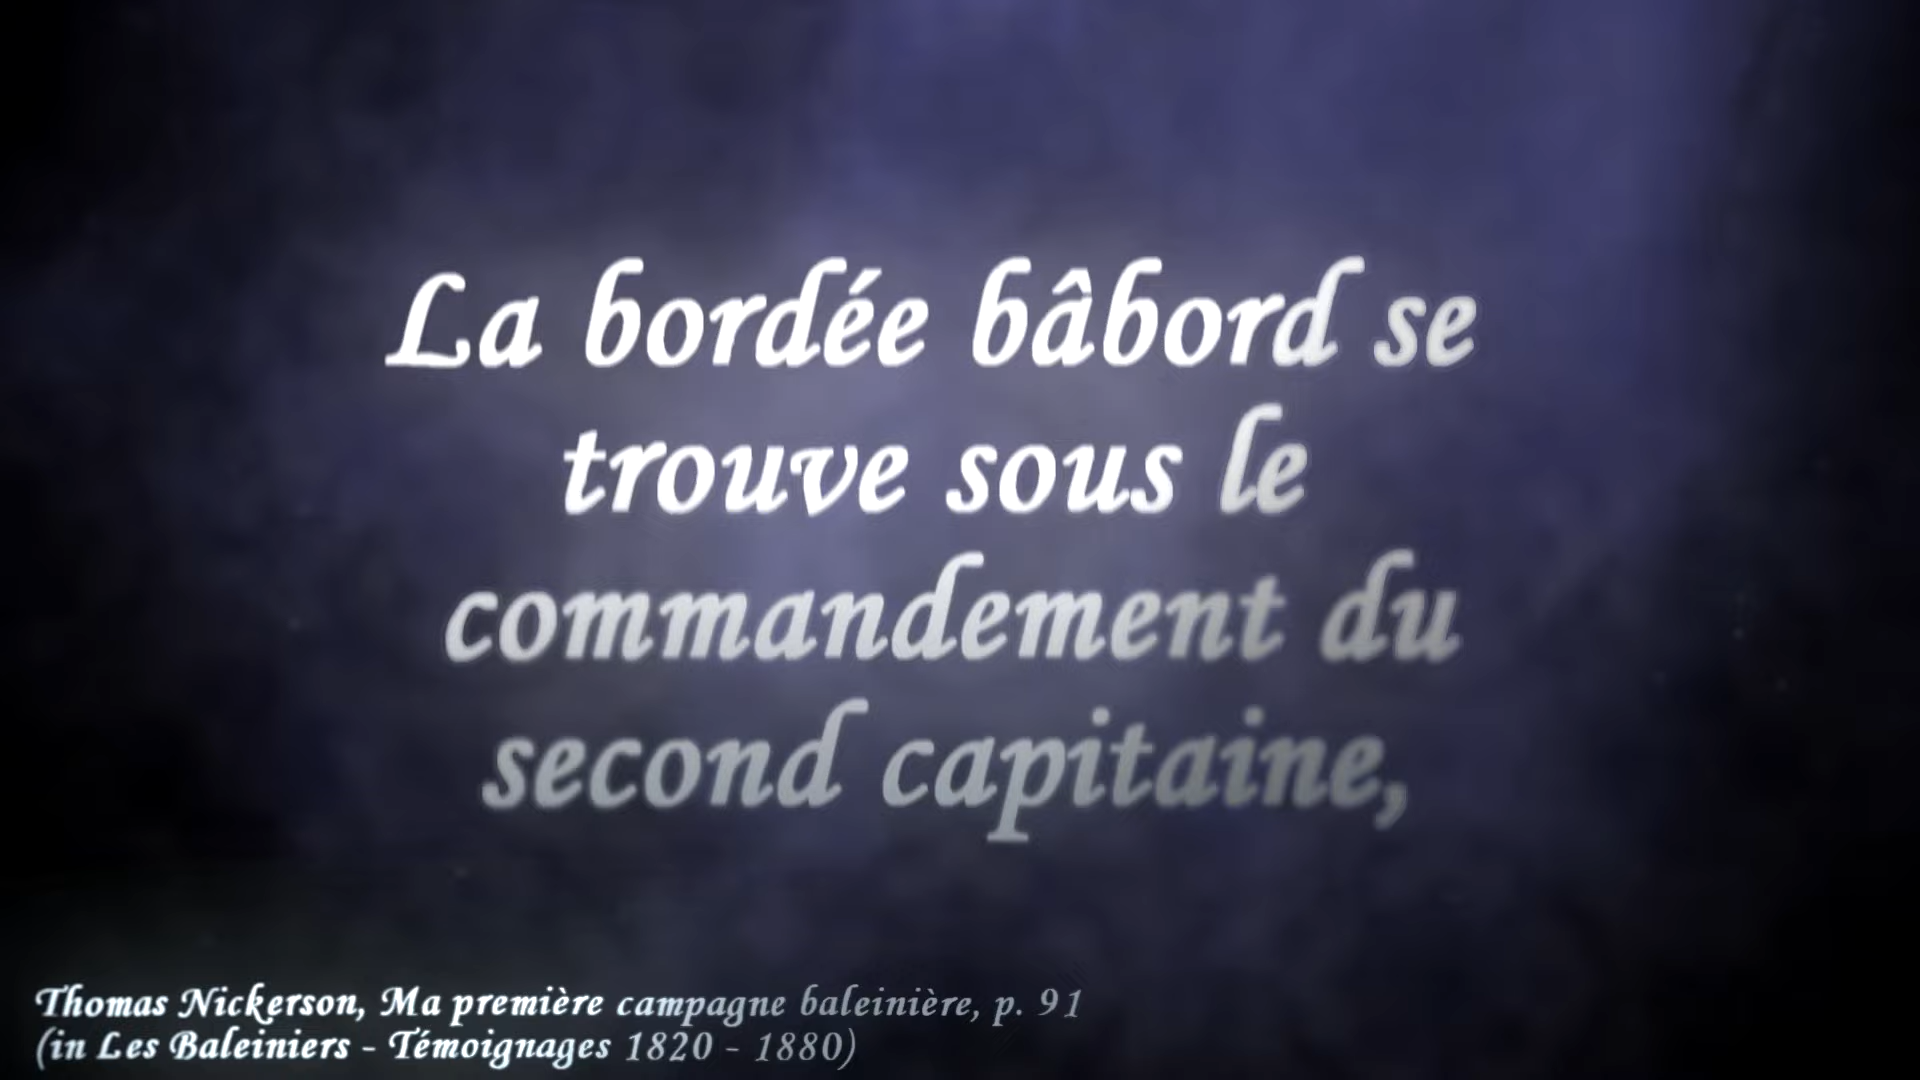 La bordée bâbord se
trouve sous le
commandement du
second capitaine,
Thomas Nickerson, Ma première campagne baleinière, p. 91
(in Les Baleiniers - Témoignages 1820 - 1880)